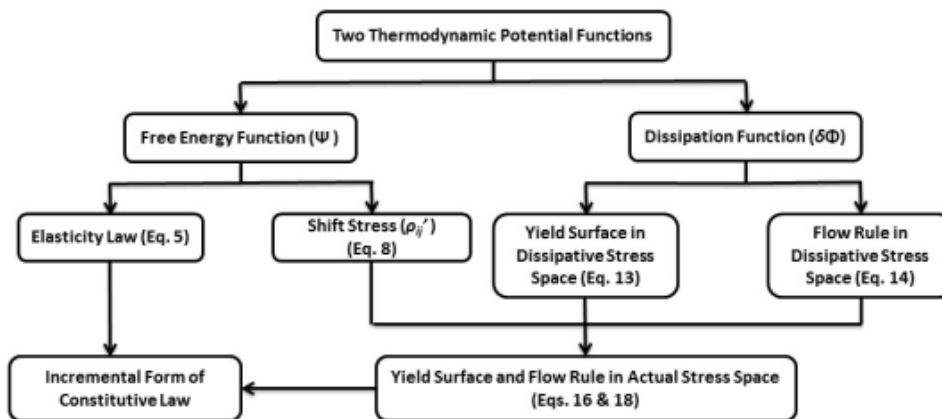 Two Thermodynamic Potential Functions
Free Energy Function (Ψ )
Dissipation Function (δΦ)
Elasticity Law (Eq. 5)
Shift Stress (ρij′)
(Eq. 8)
Yield Surface in
Dissipative Stress
Space (Eq. 13)
Flow Rule in
Dissipative Stress
Space (Eq. 14)
Incremental Form of
Constitutive Law
Yield Surface and Flow Rule in Actual Stress Space
(Eqs. 16 & 18)